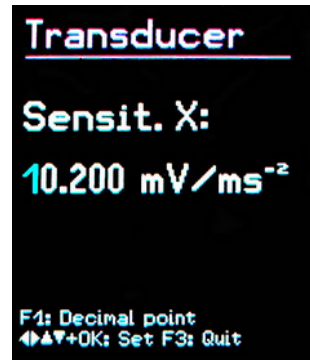 Transducer
Sensit. X:
10.200 mV/ms⁻²
F1: Decimal point
◀▶▲▼+OK: Set F3: Quit